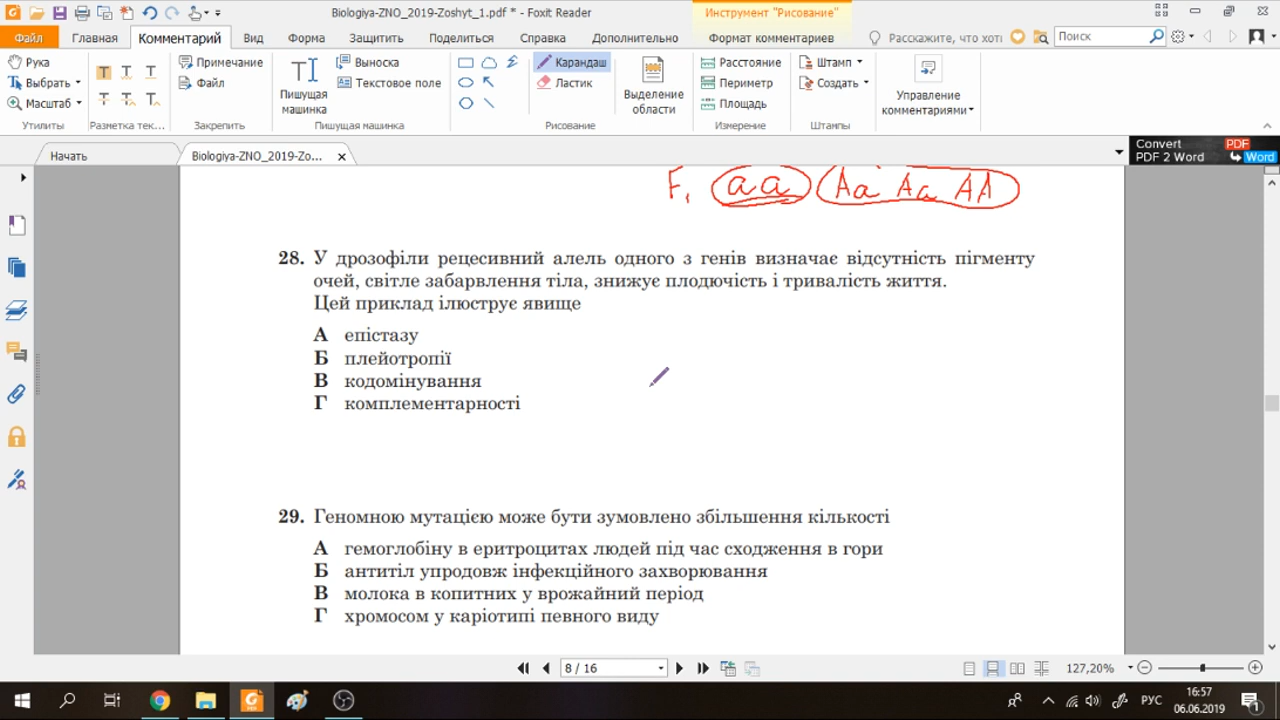 Biologiya-ZNO_2019-Zoshyt_1.pdf * - Foxit Reader
Инструмент "Рисование"
Файл Главная Комментарий Вид Форма Защитить Поделиться Справка Дополнительно Формат комментариев Расскажите, что хоті Поиск
Рука Примечание Выноска Карандаш Расстояние Штамп
Выбрать Файл Текстовое поле Ластик Периметр Создать
Масштаб Площадь
Пишущая машинка
Выделение области
Управление комментариями
Утилиты Разметка тек... Закрепить Пишущая машинка Рисование Измерение Штампы
Начать Biologiya-ZNO_2019-Zo...
Convert PDF
PDF 2 Word Word
F₁ aa Aa Aa AA
28. У дрозофіли рецесивний алель одного з генів визначає відсутність пігменту
очей, світле забарвлення тіла, знижує плодючість і тривалість життя.
Цей приклад ілюструє явище
А епістазу
Б плейотропії
В кодомінування
Г комплементарності
29. Геномною мутацією може бути зумовлено збільшення кількості
А гемоглобіну в еритроцитах людей під час сходження в гори
Б антитіл упродовж інфекційного захворювання
В молока в копитних у врожайний період
Г хромосом у каріотипі певного виду
8 / 16 127,20%
РУС 16:57
06.06.2019